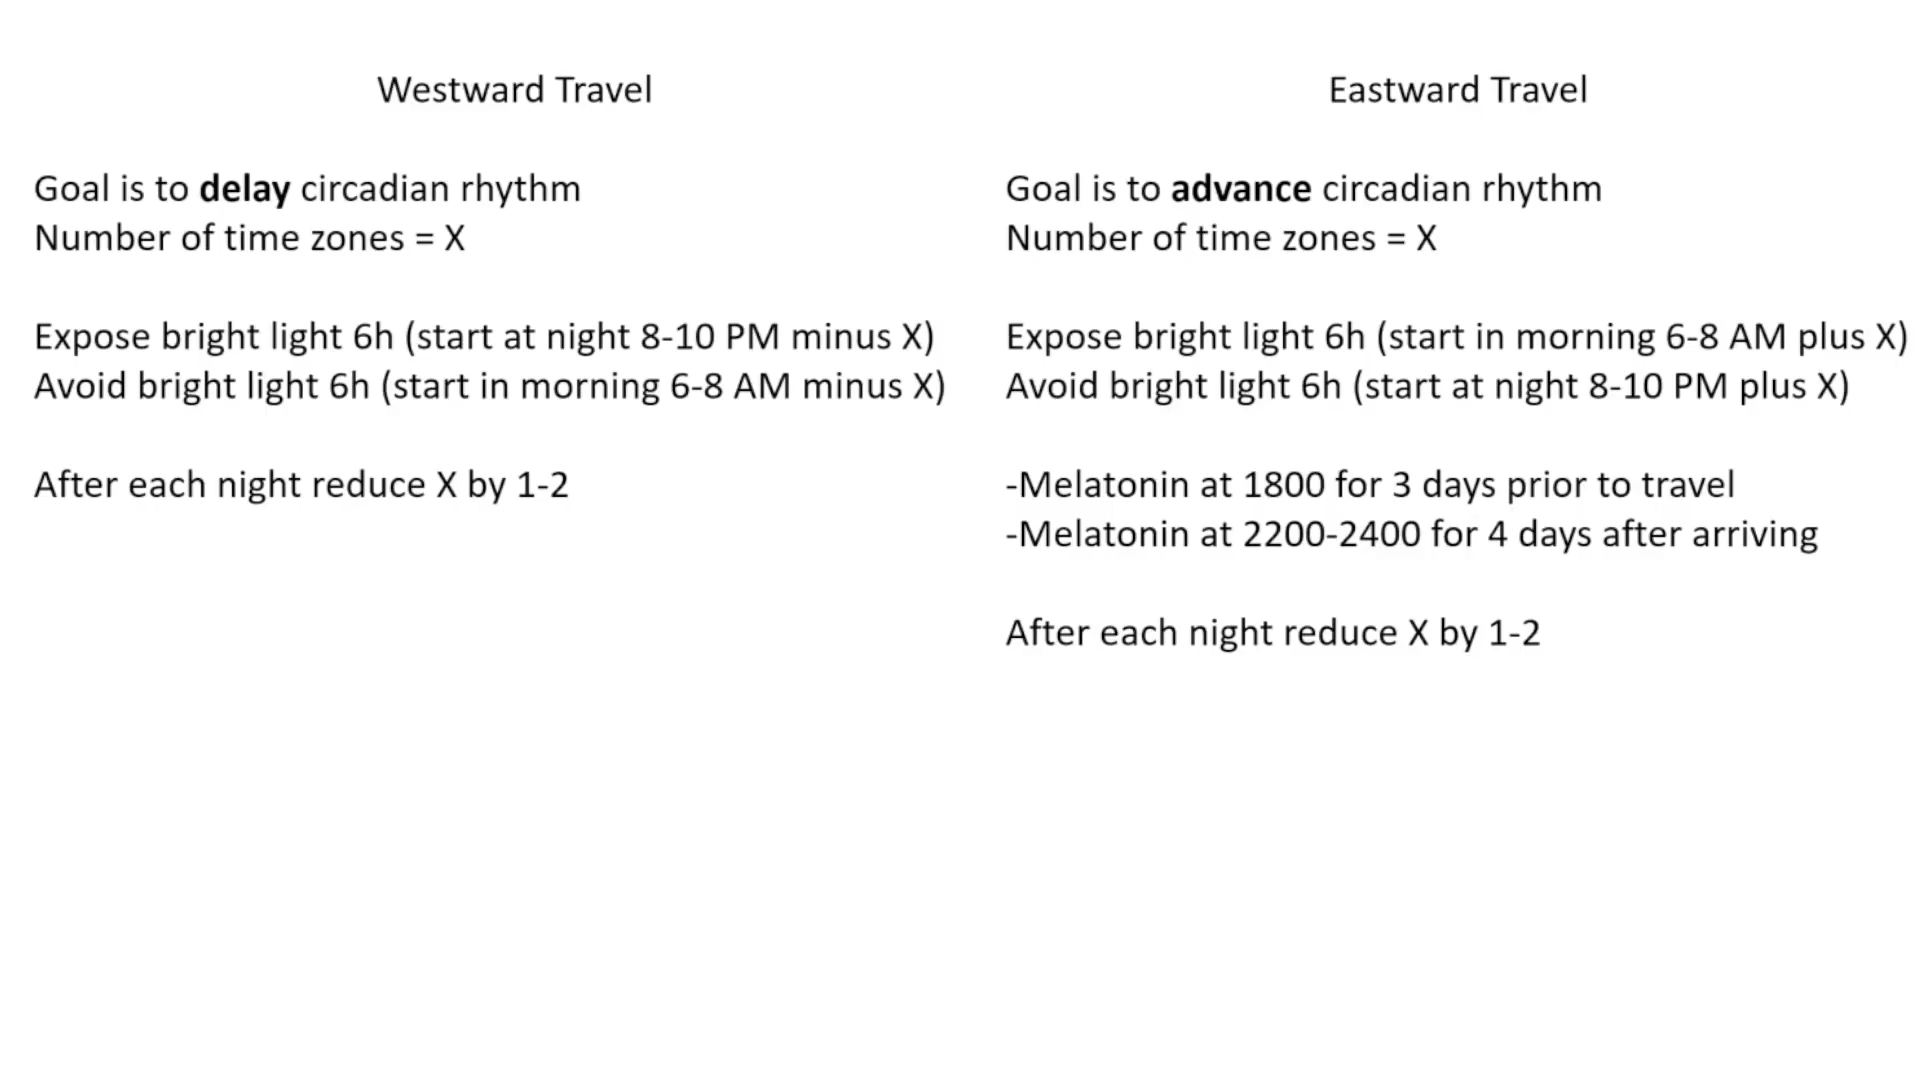 Westward Travel
Goal is to delay circadian rhythm
Number of time zones = X
Expose bright light 6h (start at night 8-10 PM minus X)
Avoid bright light 6h (start in morning 6-8 AM minus X)
After each night reduce X by 1-2
Eastward Travel
Goal is to advance circadian rhythm
Number of time zones = X
Expose bright light 6h (start in morning 6-8 AM plus X)
Avoid bright light 6h (start at night 8-10 PM plus X)
-Melatonin at 1800 for 3 days prior to travel
-Melatonin at 2200-2400 for 4 days after arriving
After each night reduce X by 1-2